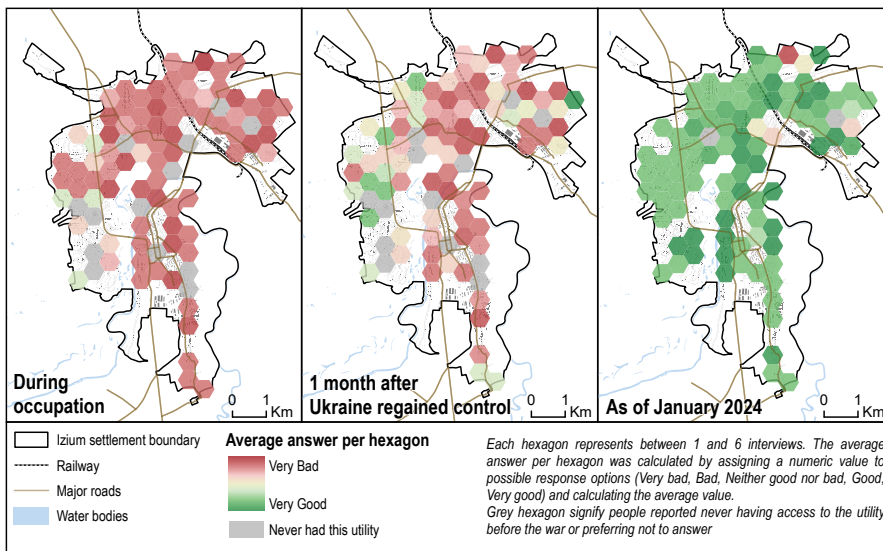 During
occupation
0 1
Km
1 month after
Ukraine regained control
0 1
Km
As of January 2024
0 1
Km
Izium settlement boundary
Railway
Major roads
Water bodies
Average answer per hexagon
Very Bad
Very Good
Never had this utility
Each hexagon represents between 1 and 6 interviews. The average
answer per hexagon was calculated by assigning a numeric value to
possible response options (Very bad, Bad, Neither good nor bad, Good,
Very good) and calculating the average value.
Grey hexagon signify people reported never having access to the utility
before the war or preferring not to answer